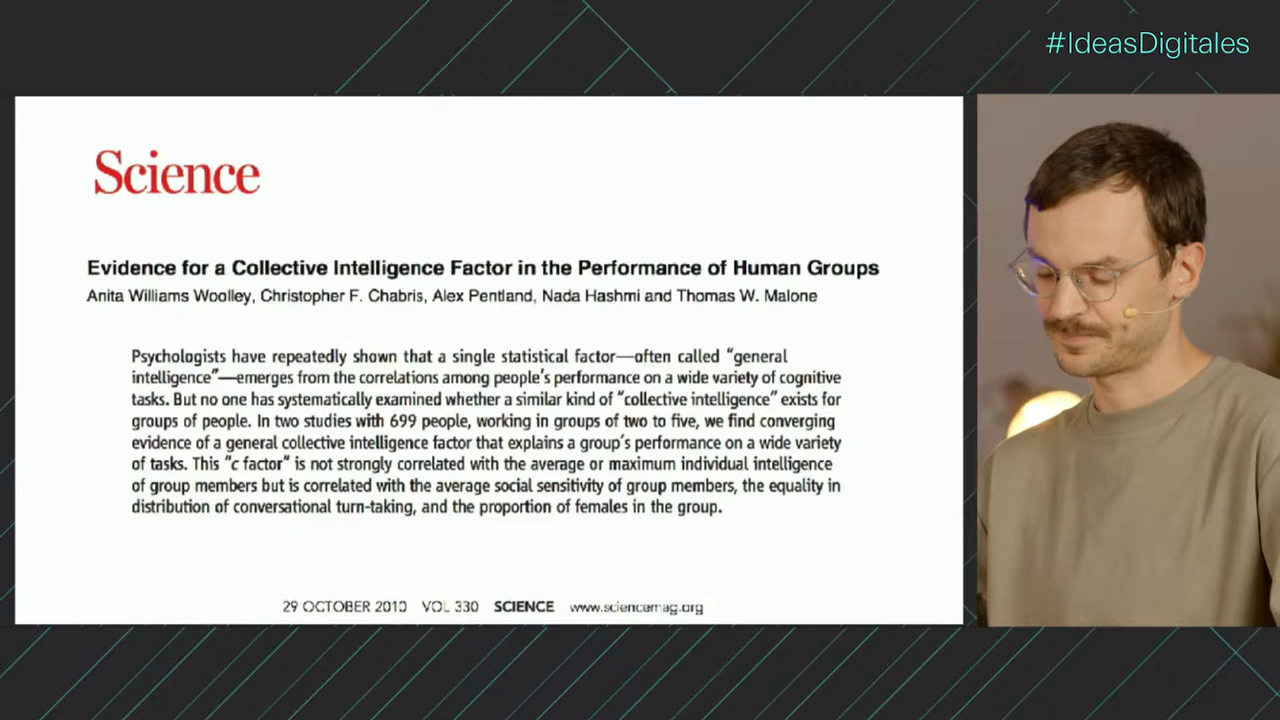 #IdeasDigitales
Science
Evidence for a Collective Intelligence Factor in the Performance of Human Groups
Anita Williams Woolley, Christopher F. Chabris, Alex Pentland, Nada Hashmi and Thomas W. Malone
Psychologists have repeatedly shown that a single statistical factor—often called “general
intelligence”—emerges from the correlations among people’s performance on a wide variety of cognitive
tasks. But no one has systematically examined whether a similar kind of “collective intelligence” exists for
groups of people. In two studies with 699 people, working in groups of two to five, we find converging
evidence of a general collective intelligence factor that explains a group’s performance on a wide variety
of tasks. This “c factor” is not strongly correlated with the average or maximum individual intelligence
of group members but is correlated with the average social sensitivity of group members, the equality in
distribution of conversational turn-taking, and the proportion of females in the group.
29 OCTOBER 2010 VOL 330 SCIENCE www.sciencemag.org